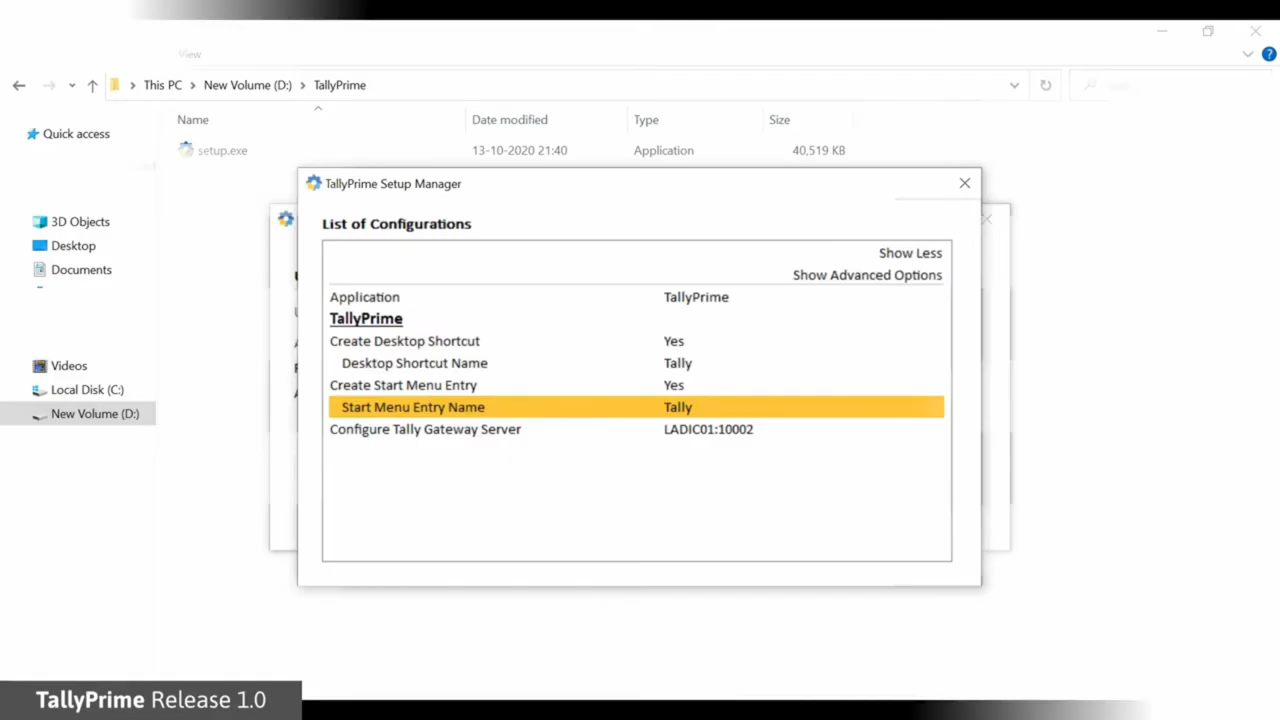 View
This PC > New Volume (D:) > TallyPrime
Name Date modified Type Size
Quick access
setup.exe 13-10-2020 21:40 Application 40,519 KB
TallyPrime Setup Manager
List of Configurations
3D Objects
Desktop
Documents
Videos
Local Disk (C:)
New Volume (D:)
Show Less
Show Advanced Options
Application TallyPrime
TallyPrime
Create Desktop Shortcut Yes
Desktop Shortcut Name Tally
Create Start Menu Entry Yes
Start Menu Entry Name Tally
Configure Tally Gateway Server LADIC01:10002
TallyPrime Release 1.0